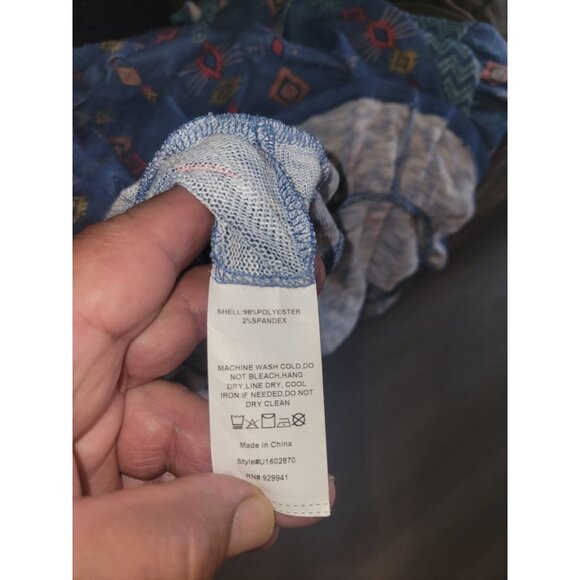 SHELL:98%POLYESTER
2%SPANDEX
MACHINE WASH COLD,DO
NOT BLEACH,HANG
DRY,LINE DRY, COOL
IRON IF NEEDED,DO NOT
DRY CLEAN
Made in China
Style#U1602870
RN# 929941